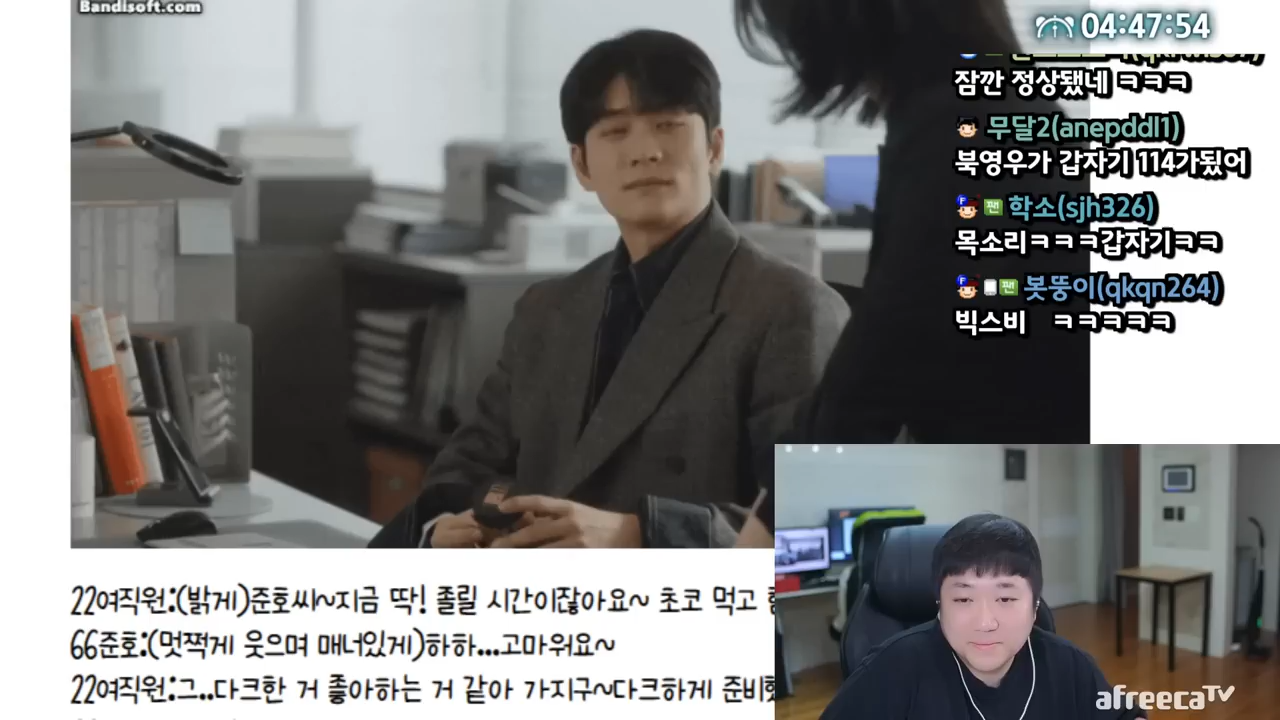 Bandisoft.com
04:47:54
잠깐 정상됐네 ㅋㅋㅋ
무달2(anepddl1)
북영우가 갑자기 114가됬어
학소(sjh326)
목소리ㅋㅋㅋ갑자기ㅋㅋ
봇뚱이(qkqn264)
빅스비 ㅋㅋㅋㅋㅋ
22여직원:(밝게)준호씨~지금 딱! 졸릴 시간이잖아요~ 초코 먹고
66준호:(멋쩍게 웃으며 매너있게)하하...고마워요~
22여직원:그..다크한 거 좋아하는 거 같아 가지구~다크하게
afreecaTV